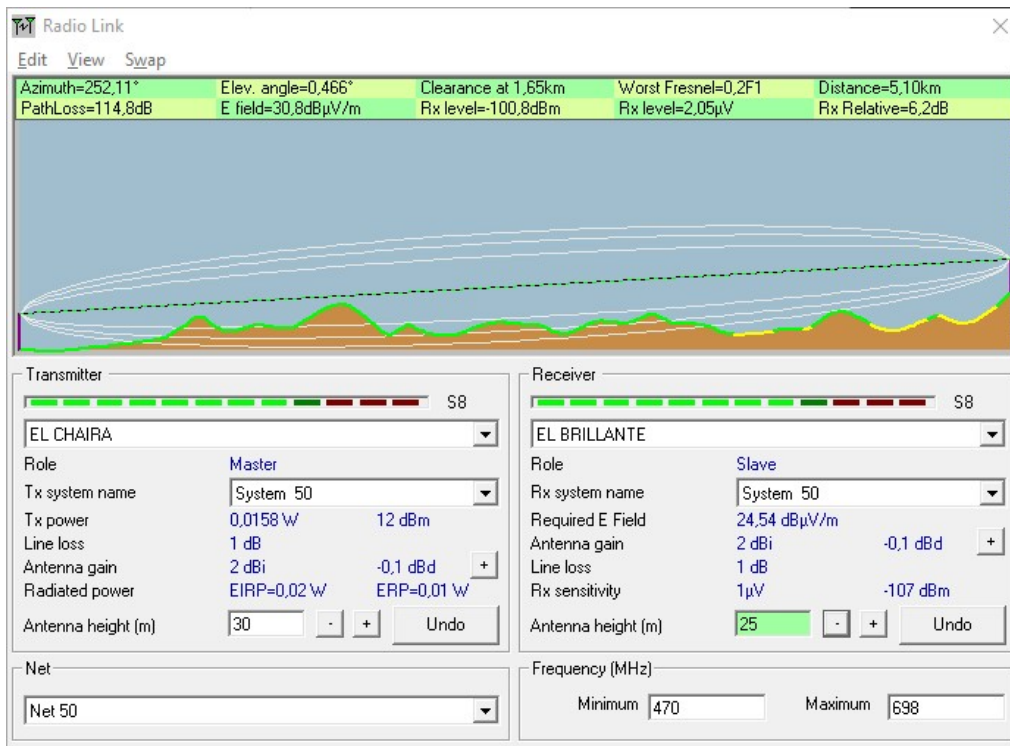 Radio Link
Edit View Swap
Azimuth=252,11° Elev. angle=0,466° Clearance at 1,65km Worst Fresnel=0,2F1 Distance=5,10km
PathLoss=114,8dB E field=30,8dBµV/m Rx level=-100,8dBm Rx level=2,05µV Rx Relative=6,2dB
Transmitter
S8
EL CHAIRA
Role Master
Tx system name System 50
Tx power 0,0158 W 12 dBm
Line loss 1 dB
Antenna gain 2 dBi -0,1 dBd +
Radiated power EIRP=0,02 W ERP=0,01 W
Antenna height (m) 30 - + Undo
Receiver
S8
EL BRILLANTE
Role Slave
Rx system name System 50
Required E Field 24,54 dBµV/m
Antenna gain 2 dBi -0,1 dBd +
Line loss 1 dB
Rx sensitivity 1µV -107 dBm
Antenna height (m) 25 - + Undo
Net
Net 50
Frequency (MHz)
Minimum 470 Maximum 698